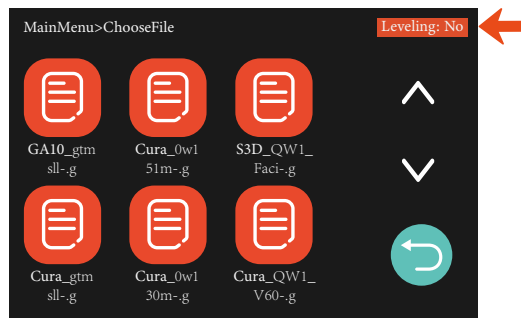 MainMenu>ChooseFile
Leveling: No
GA10_gtm
sll-.g
Cura_0w1
51m-.g
S3D_QW1_
Faci-.g
Cura_gtm
sll-.g
Cura_0w1
30m-.g
Cura_QW1_
V60-.g